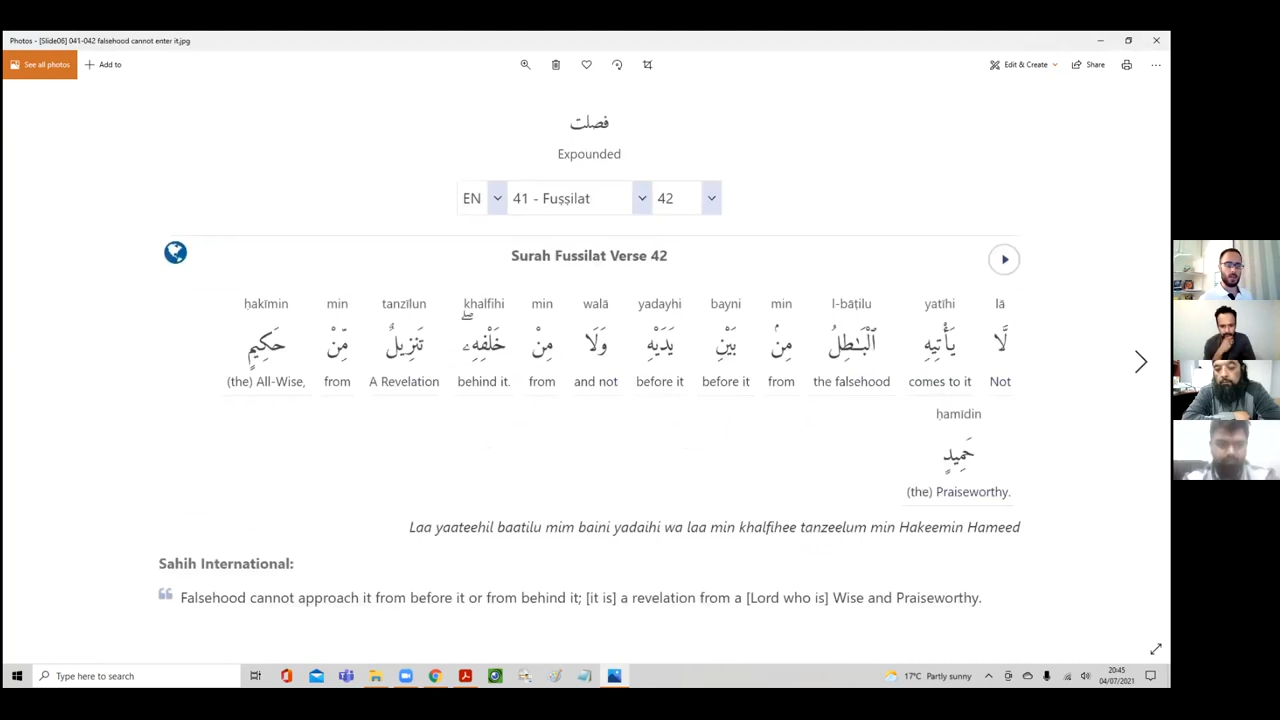 Photos - [Slide06] 041-042 falsehood cannot enter it.jpg
See all photos
Add to
Edit & Create
Share
فصلت
Expounded
EN 41 - Fuṣṣilat 42
Surah Fussilat Verse 42
ḥakīmin min tanzīlun khalfihi min walā yadayhi bayni min l-bāṭilu yatīhi lā
لَّا يَأْتِيهِ ٱلْبَـٰطِلُ مِنۢ بَيْنِ يَدَيْهِ وَلَا مِنْ خَلْفِهِۦ ۖ تَنزِيلٌ مِّنْ حَكِيمٍ
(the) All-Wise, from A Revelation behind it. from and not before it before it from the falsehood comes to it Not
ḥamīdin
حَمِيدٍ
(the) Praiseworthy.
Laa yaateehil baatilu mim baini yadaihi wa laa min khalfihee tanzeelum min Hakeemin Hameed
Sahih International:
Falsehood cannot approach it from before it or from behind it; [it is] a revelation from a [Lord who is] Wise and Praiseworthy.
Type here to search
17°C Partly sunny
20:45
04/07/2021